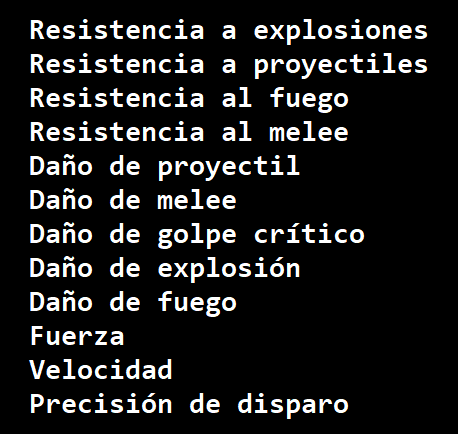 Resistencia a explosiones
Resistencia a proyectiles
Resistencia al fuego
Resistencia al melee
Daño de proyectil
Daño de melee
Daño de golpe crítico
Daño de explosión
Daño de fuego
Fuerza
Velocidad
Precisión de disparo